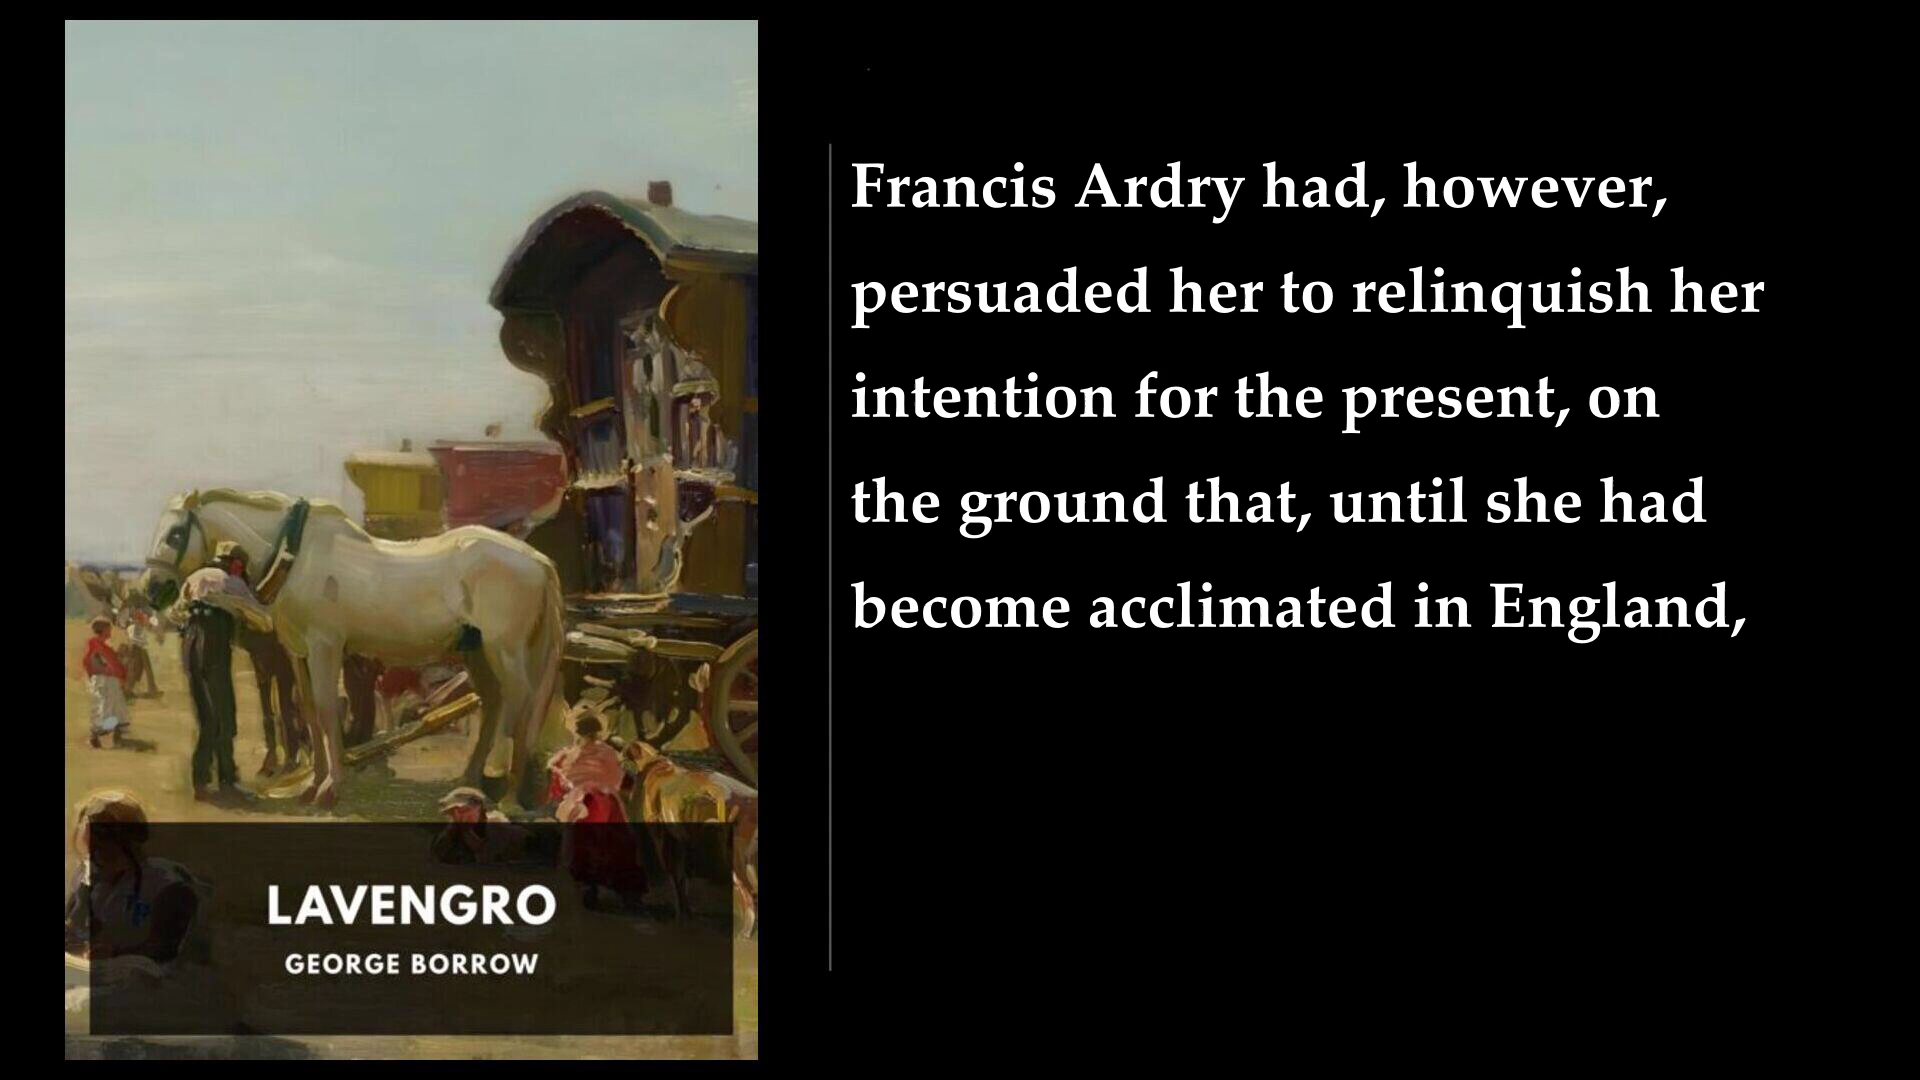 Francis Ardry had, however,
persuaded her to relinquish her
intention for the present, on
the ground that, until she had
become acclimated in England,
LAVENGRO
GEORGE BORROW